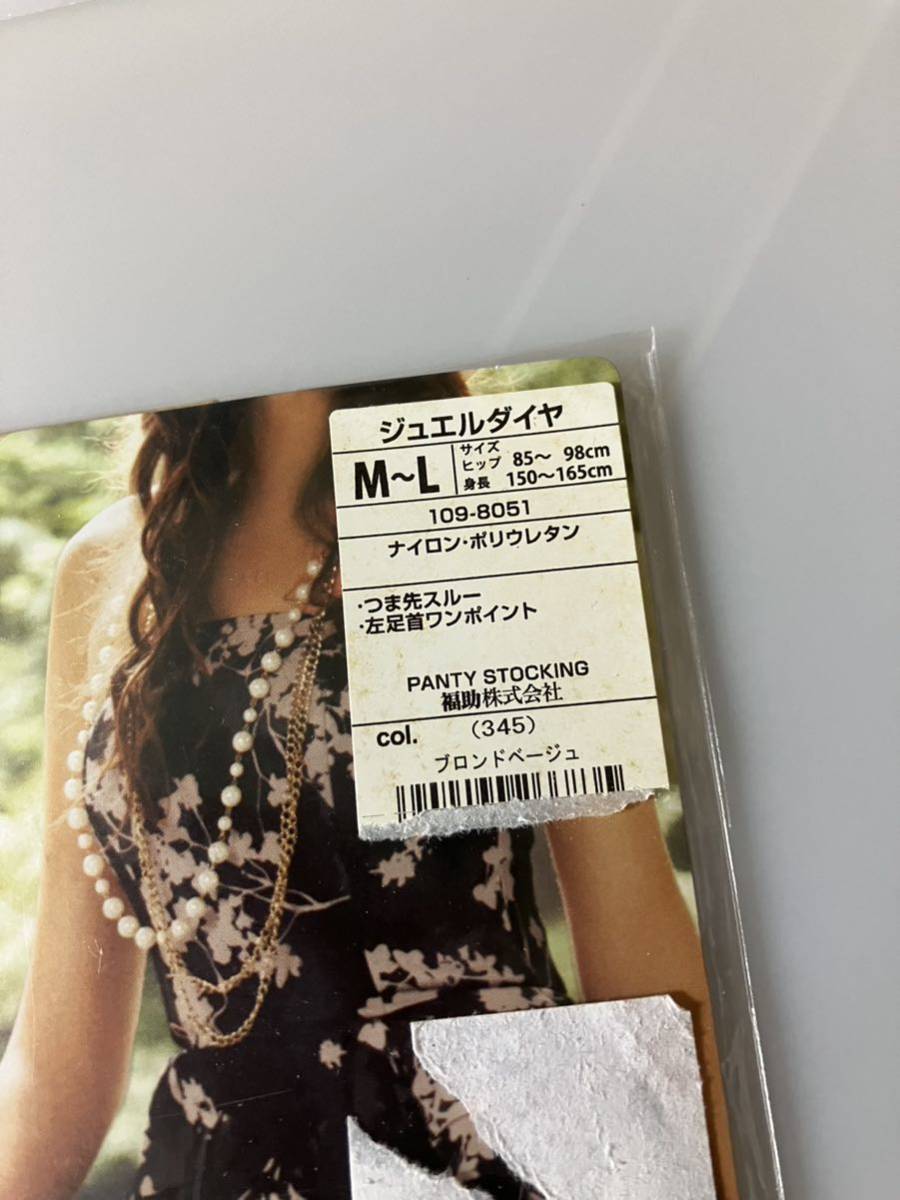 ジュエルダイヤ
M~L
サイズ
ヒップ 85~ 98cm
身長 150~165cm
109-8051
ナイロン・ポリウレタン
・つま先スルー
・左足首ワンポイント
PANTY STOCKING
福助株式会社
col. (345)
ブロンドベージュ